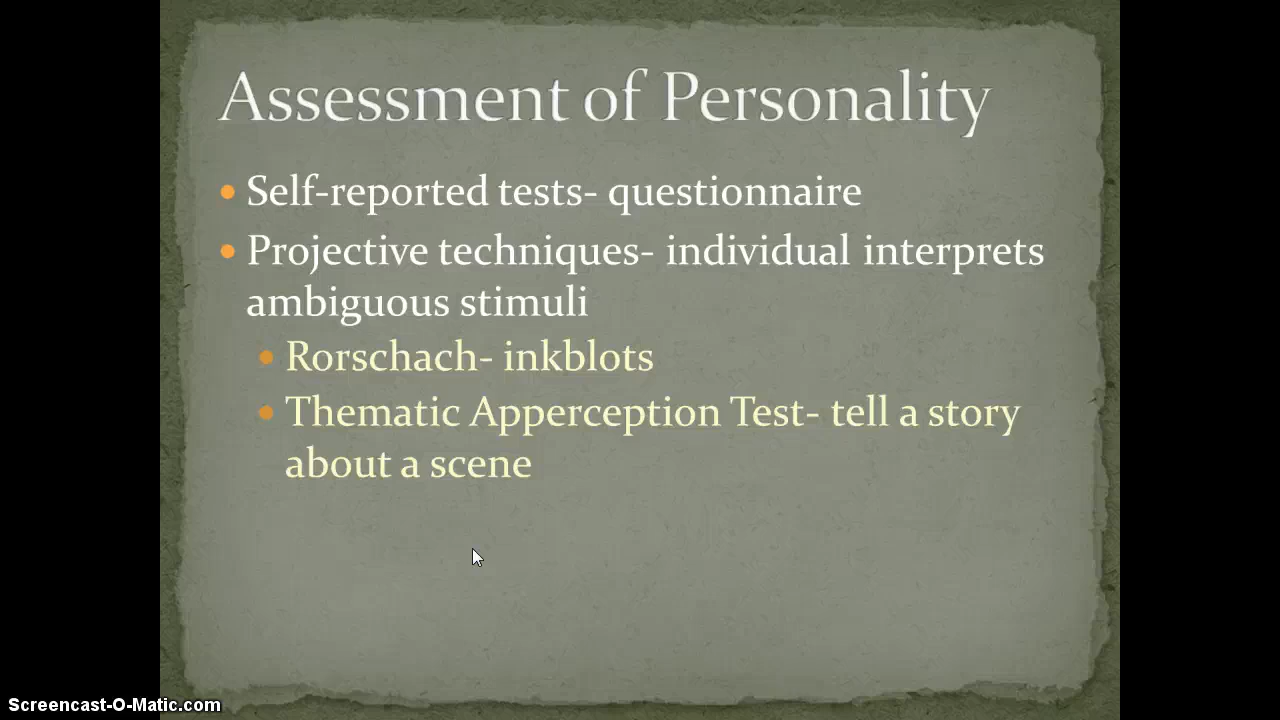 Assessment of Personality
Self-reported tests- questionnaire
Projective techniques- individual interprets
ambiguous stimuli
Rorschach- inkblots
Thematic Apperception Test- tell a story
about a scene
Screencast-O-Matic.com